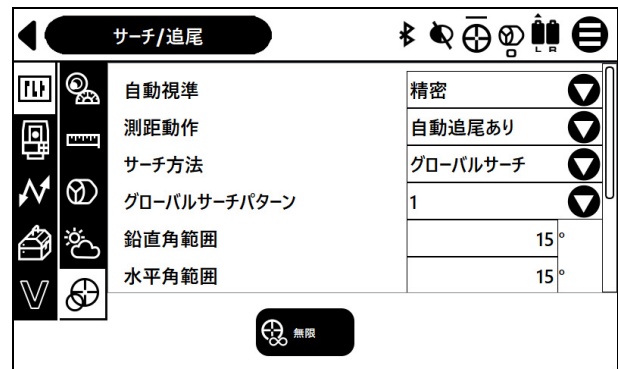 サーチ/追尾
L R
自動視準 精密
測距動作 自動追尾あり
サーチ方法 グローバルサーチ
グローバルサーチパターン 1
鉛直角範囲 15°
水平角範囲 15°
無限